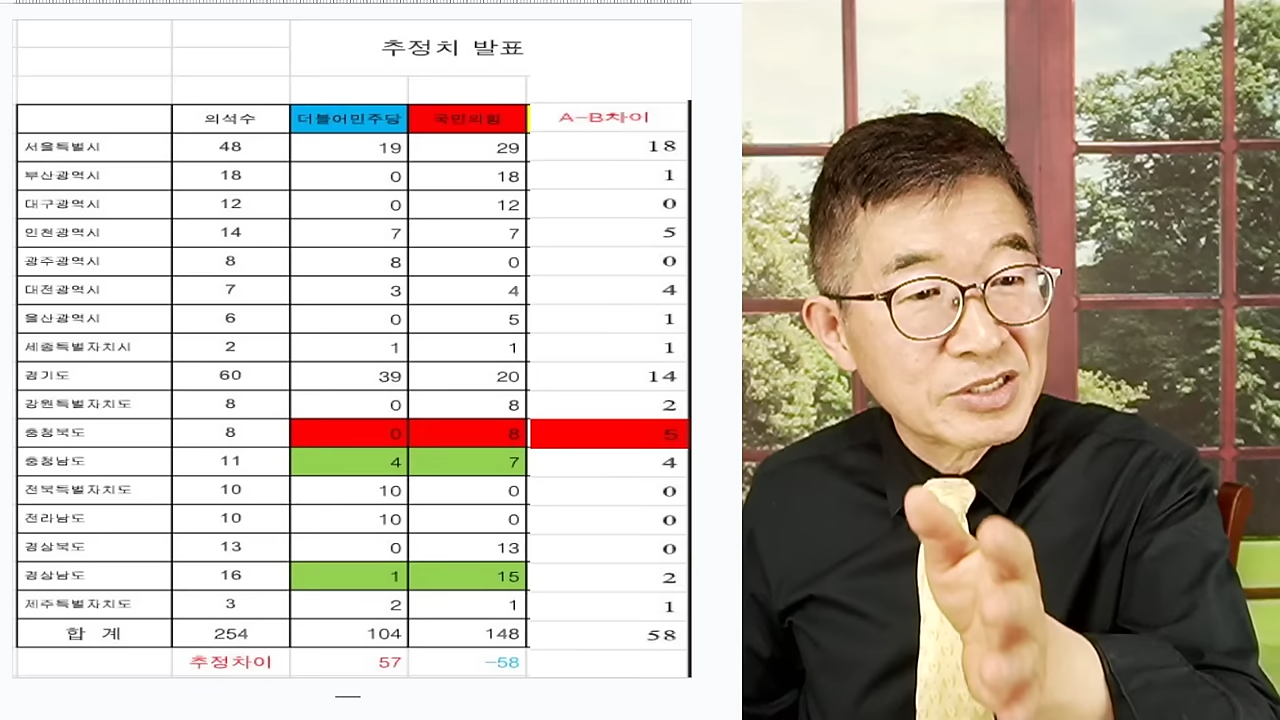 추정치 발표
의석수 더불어민주당 국민의힘 A-B차이
서울특별시 48 19 29 18
부산광역시 18 0 18 1
대구광역시 12 0 12 0
인천광역시 14 7 7 5
광주광역시 8 8 0 0
대전광역시 7 3 4 4
울산광역시 6 0 5 1
세종특별자치시 2 1 1 1
경기도 60 39 20 14
강원특별자치도 8 0 8 2
충청북도 8 0 8 5
충청남도 11 4 7 4
전북특별자치도 10 10 0 0
전라남도 10 10 0 0
경상북도 13 0 13 0
경상남도 16 1 15 2
제주특별자치도 3 2 1 1
합 계 254 104 148 58
추정차이 57 -58